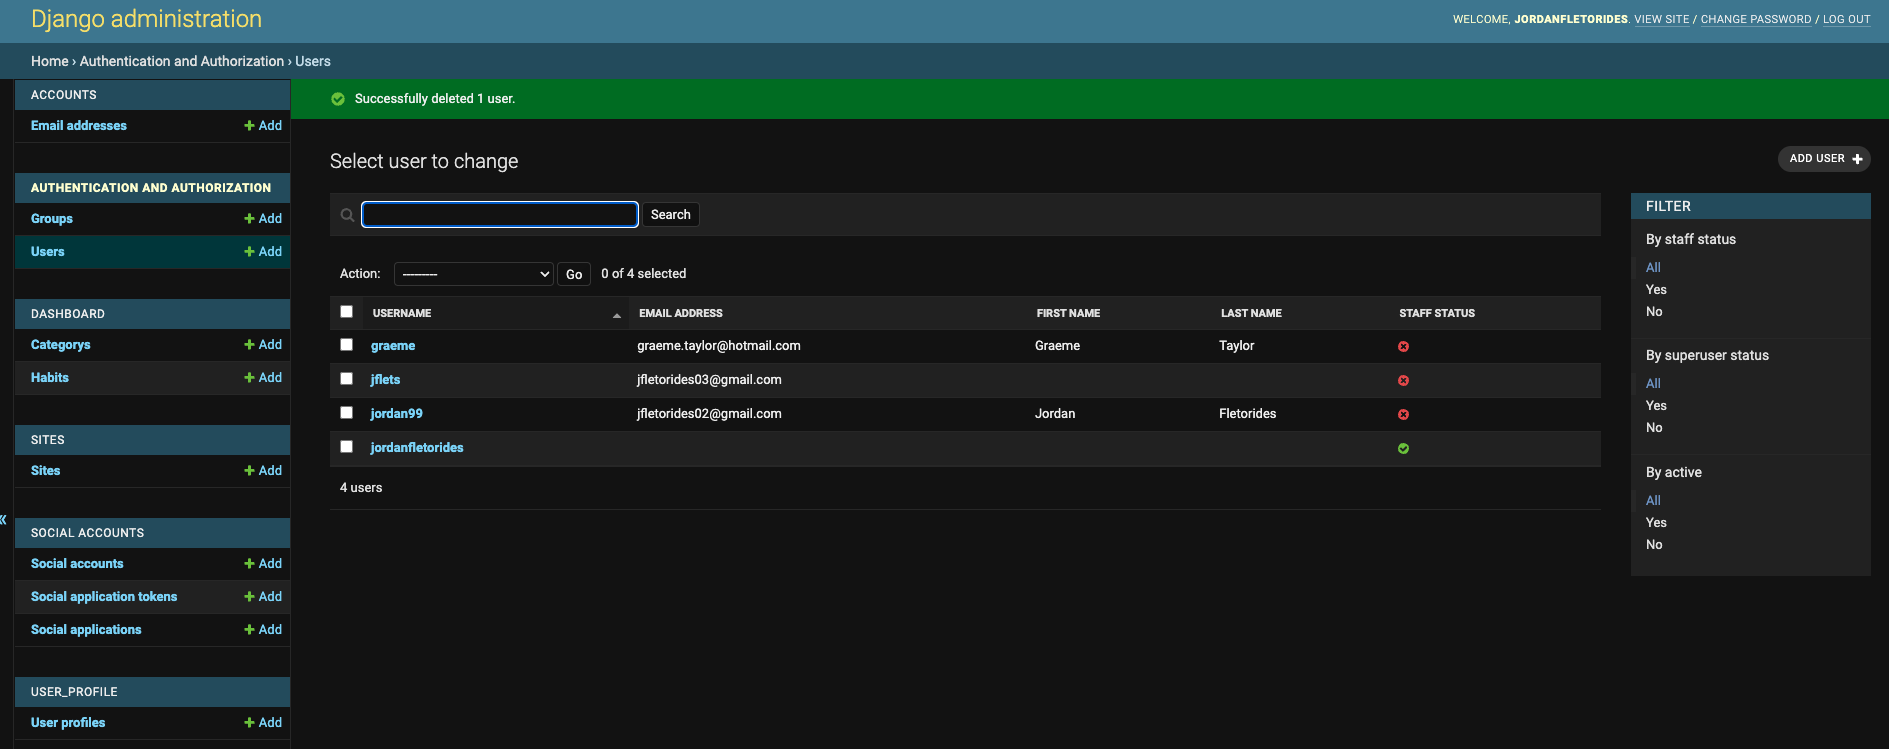 Django administration
WELCOME, JORDANFLETORIDES. VIEW SITE / CHANGE PASSWORD / LOG OUT
Home › Authentication and Authorization › Users
ACCOUNTS
Email addresses + Add
AUTHENTICATION AND AUTHORIZATION
Groups + Add
Users + Add
DASHBOARD
Categorys + Add
Habits + Add
SITES
Sites + Add
SOCIAL ACCOUNTS
Social accounts + Add
Social application tokens + Add
Social applications + Add
USER_PROFILE
User profiles + Add
«
Successfully deleted 1 user.
Select user to change
ADD USER +
Search
Action: --------- Go 0 of 4 selected
USERNAME EMAIL ADDRESS FIRST NAME LAST NAME STAFF STATUS
graeme graeme.taylor@hotmail.com Graeme Taylor
jflets jfletorides03@gmail.com
jordan99 jfletorides02@gmail.com Jordan Fletorides
jordanfletorides
4 users
FILTER
By staff status
All
Yes
No
By superuser status
All
Yes
No
By active
All
Yes
No